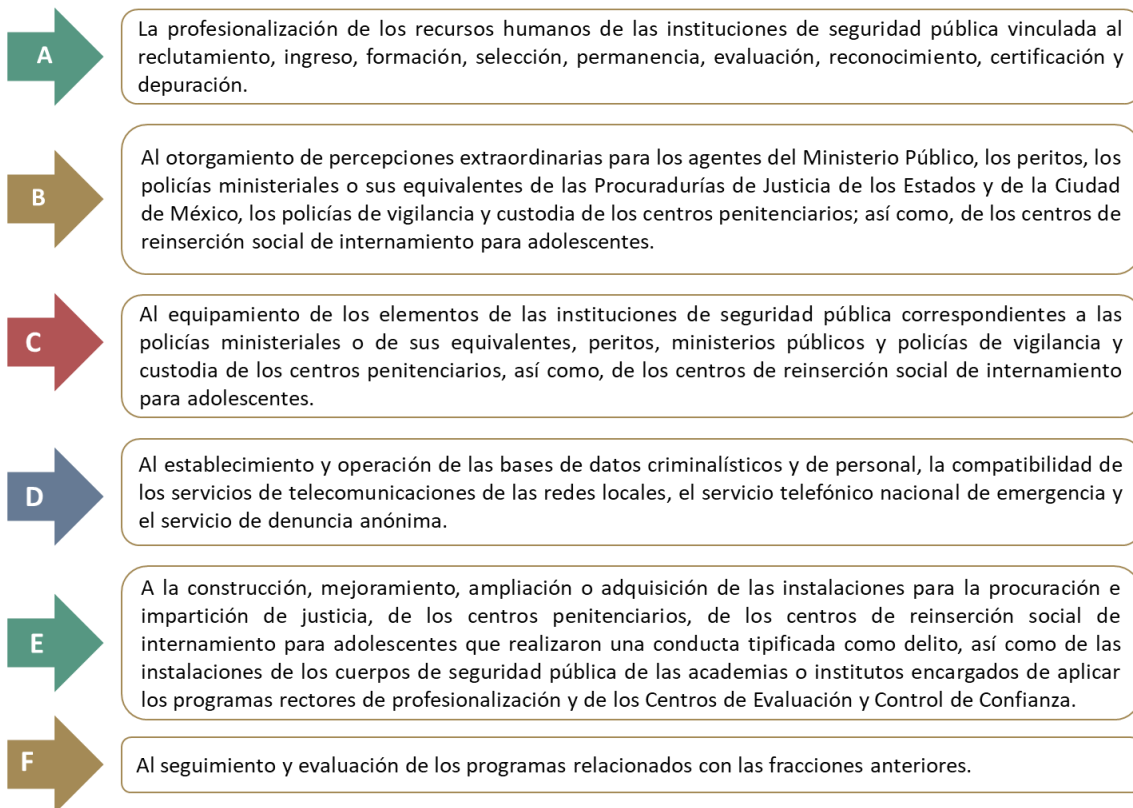 A
La profesionalización de los recursos humanos de las instituciones de seguridad pública vinculada al
reclutamiento, ingreso, formación, selección, permanencia, evaluación, reconocimiento, certificación y
depuración.
B
Al otorgamiento de percepciones extraordinarias para los agentes del Ministerio Público, los peritos, los
policías ministeriales o sus equivalentes de las Procuradurías de Justicia de los Estados y de la Ciudad
de México, los policías de vigilancia y custodia de los centros penitenciarios; así como, de los centros de
reinserción social de internamiento para adolescentes.
C
Al equipamiento de los elementos de las instituciones de seguridad pública correspondientes a las
policías ministeriales o de sus equivalentes, peritos, ministerios públicos y policías de vigilancia y
custodia de los centros penitenciarios, así como, de los centros de reinserción social de internamiento
para adolescentes.
D
Al establecimiento y operación de las bases de datos criminalísticos y de personal, la compatibilidad de
los servicios de telecomunicaciones de las redes locales, el servicio telefónico nacional de emergencia y
el servicio de denuncia anónima.
E
A la construcción, mejoramiento, ampliación o adquisición de las instalaciones para la procuración e
impartición de justicia, de los centros penitenciarios, de los centros de reinserción social de
internamiento para adolescentes que realizaron una conducta tipificada como delito, así como de las
instalaciones de los cuerpos de seguridad pública de las academias o institutos encargados de aplicar
los programas rectores de profesionalización y de los Centros de Evaluación y Control de Confianza.
F
Al seguimiento y evaluación de los programas relacionados con las fracciones anteriores.